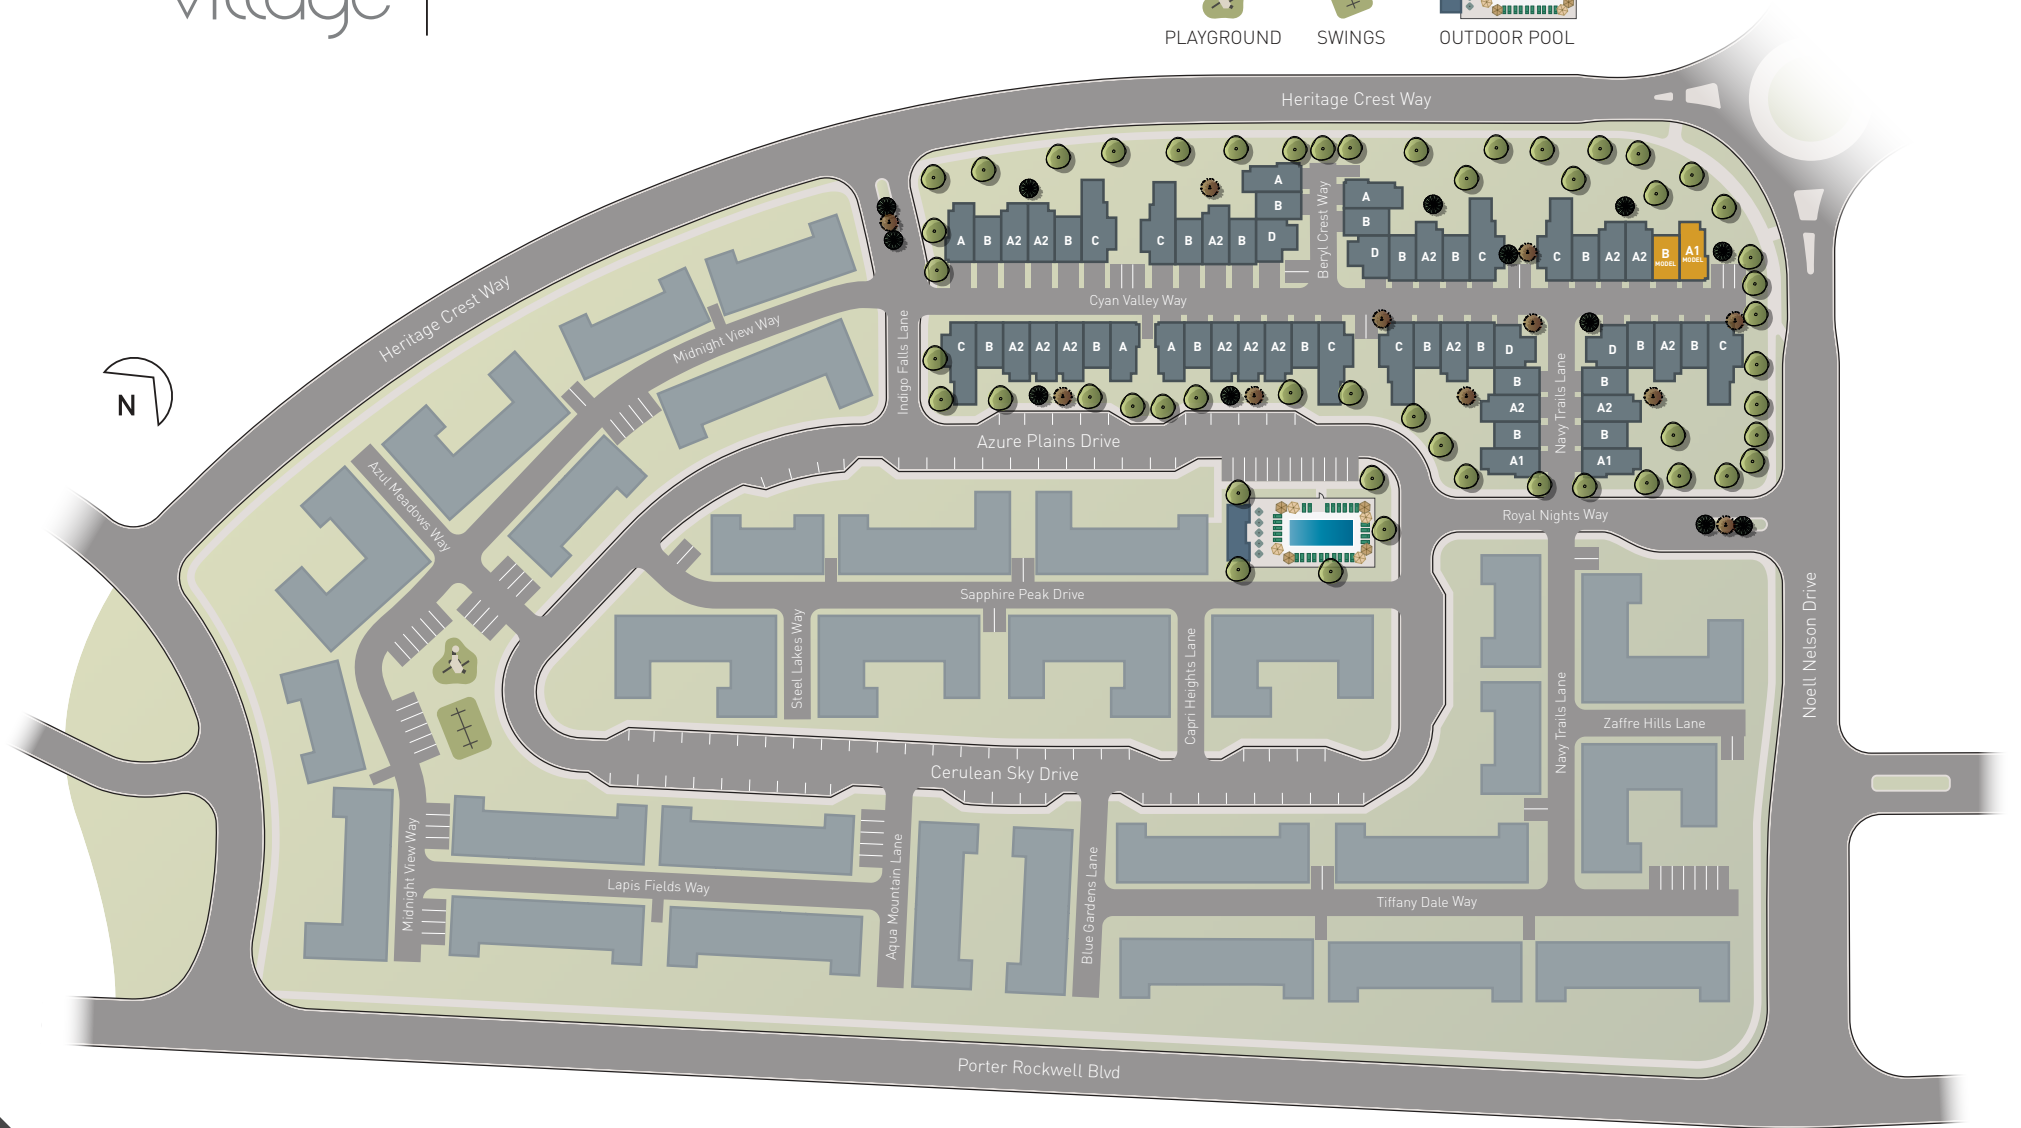 village
PLAYGROUND
SWINGS
OUTDOOR POOL
Heritage Crest Way
A
B
D
C
B
A2
B
Beryl Crest Way
A
B
D
B
A2
B
C
A
B
A2
A2
B
C
C
B
A2
A2
B
MODEL
A1
MODEL
Cyan Valley Way
Heritage Crest Way
Midnight View Way
Indigo Falls Lane
C
B
A2
A2
A2
B
A
A
B
A2
A2
A2
B
C
C
B
A2
B
D
B
A2
B
A1
Navy Trails Lane
D
B
A2
B
C
B
A2
B
A1
N
Azure Plains Drive
Azul Meadows Way
Royal Nights Way
Sapphire Peak Drive
Steel Lakes Way
Capri Heights Lane
Noell Nelson Drive
Navy Trails Lane
Zaffre Hills Lane
Cerulean Sky Drive
Midnight View Way
Lapis Fields Way
Aqua Mountain Lane
Blue Gardens Lane
Tiffany Dale Way
Porter Rockwell Blvd